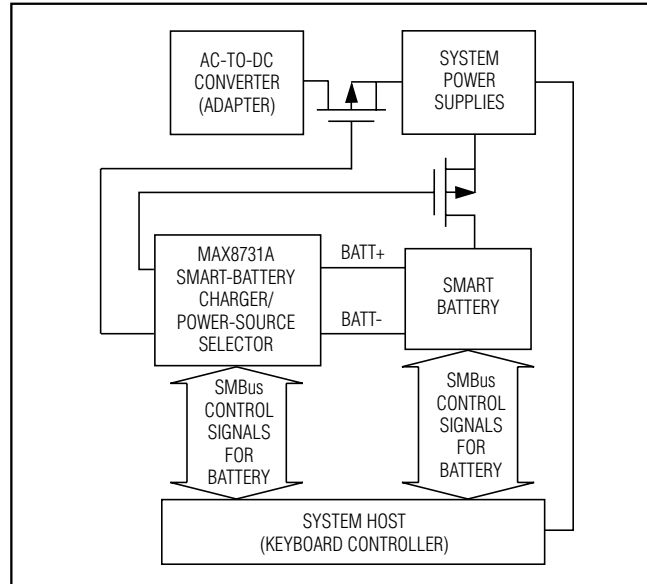 AC-TO-DC
CONVERTER
(ADAPTER)
SYSTEM
POWER
SUPPLIES
MAX8731A
SMART-BATTERY
CHARGER/
POWER-SOURCE
SELECTOR
BATT+
BATT-
SMART
BATTERY
SMBus
CONTROL
SIGNALS
FOR
BATTERY
SMBus
CONTROL
SIGNALS
FOR
BATTERY
SYSTEM HOST
(KEYBOARD CONTROLLER)